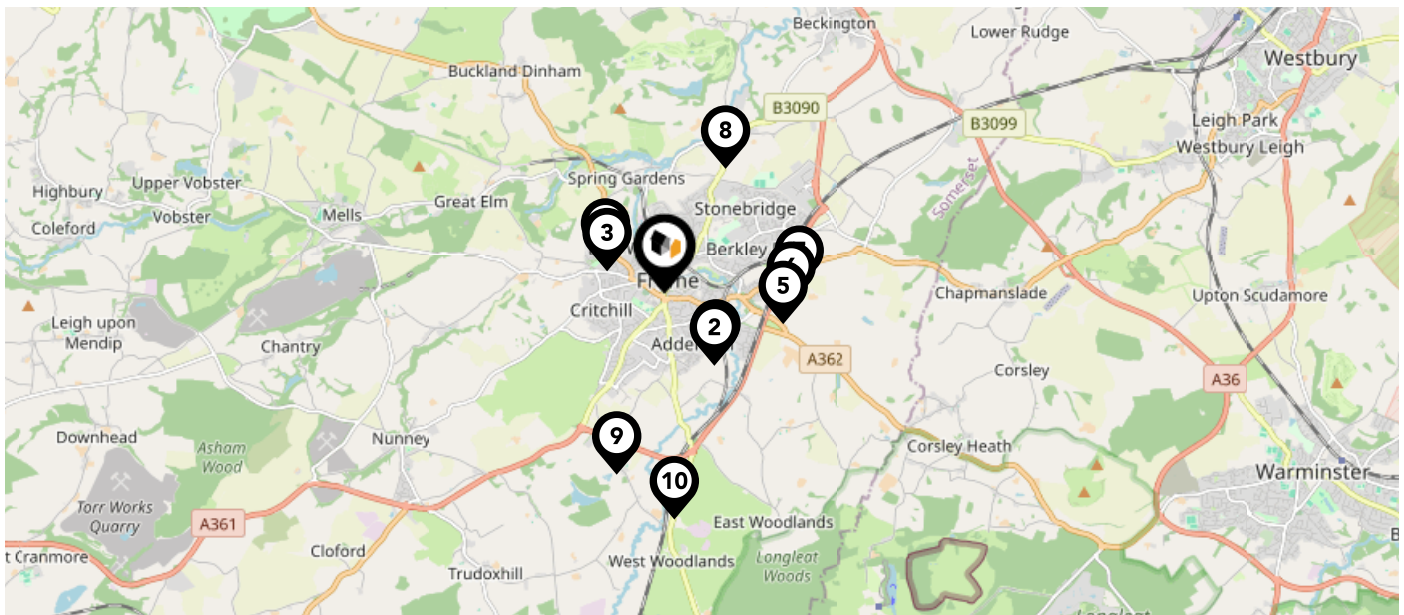 Beckington
Lower Rudge
Westbury
Buckland Dinham
B3090
B3099
Leigh Park
Westbury Leigh
8
Spring Gardens
Highbury
Upper Vobster
Great Elm
Somerset
Stonebridge
Mells
Vobster
Coleford
3
Berkley
5
Chapmanslade
Upton Scudamore
Critchill
2
Leigh upon
Mendip
Chantry
A362
Corsley
A36
Downhead
Nunney
9
Asham
Wood
Corsley Heath
Warminster
10
Torr Works
Quarry
A361
East Woodlands
t Cranmore
Cloford
West Woodlands
Longleat
Woods
Trudoxhill
Longleat